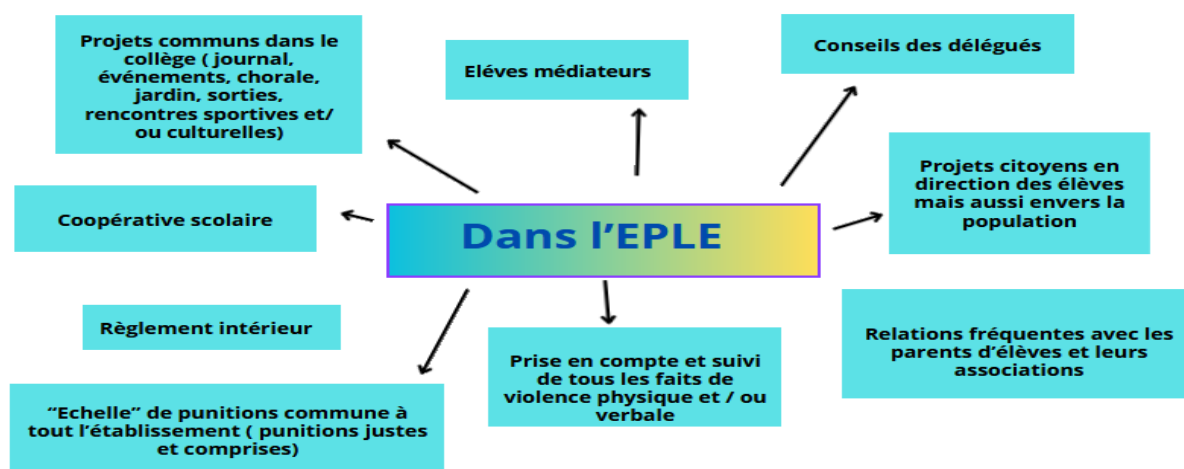 Projets communs dans le
collège ( journal,
événements, chorale,
jardin, sorties,
rencontres sportives et/
ou culturelles)
Eléves médiateurs
Conseils des délégués
Projets citoyens en
direction des élèves
mais aussi envers la
population
Coopérative scolaire
Dans l’EPLE
Règlement intérieur
Relations fréquentes avec les
parents d’élèves et leurs
associations
Prise en compte et suivi
de tous les faits de
violence physique et / ou
verbale
“Echelle” de punitions commune à
tout l’établissement ( punitions justes
et comprises)